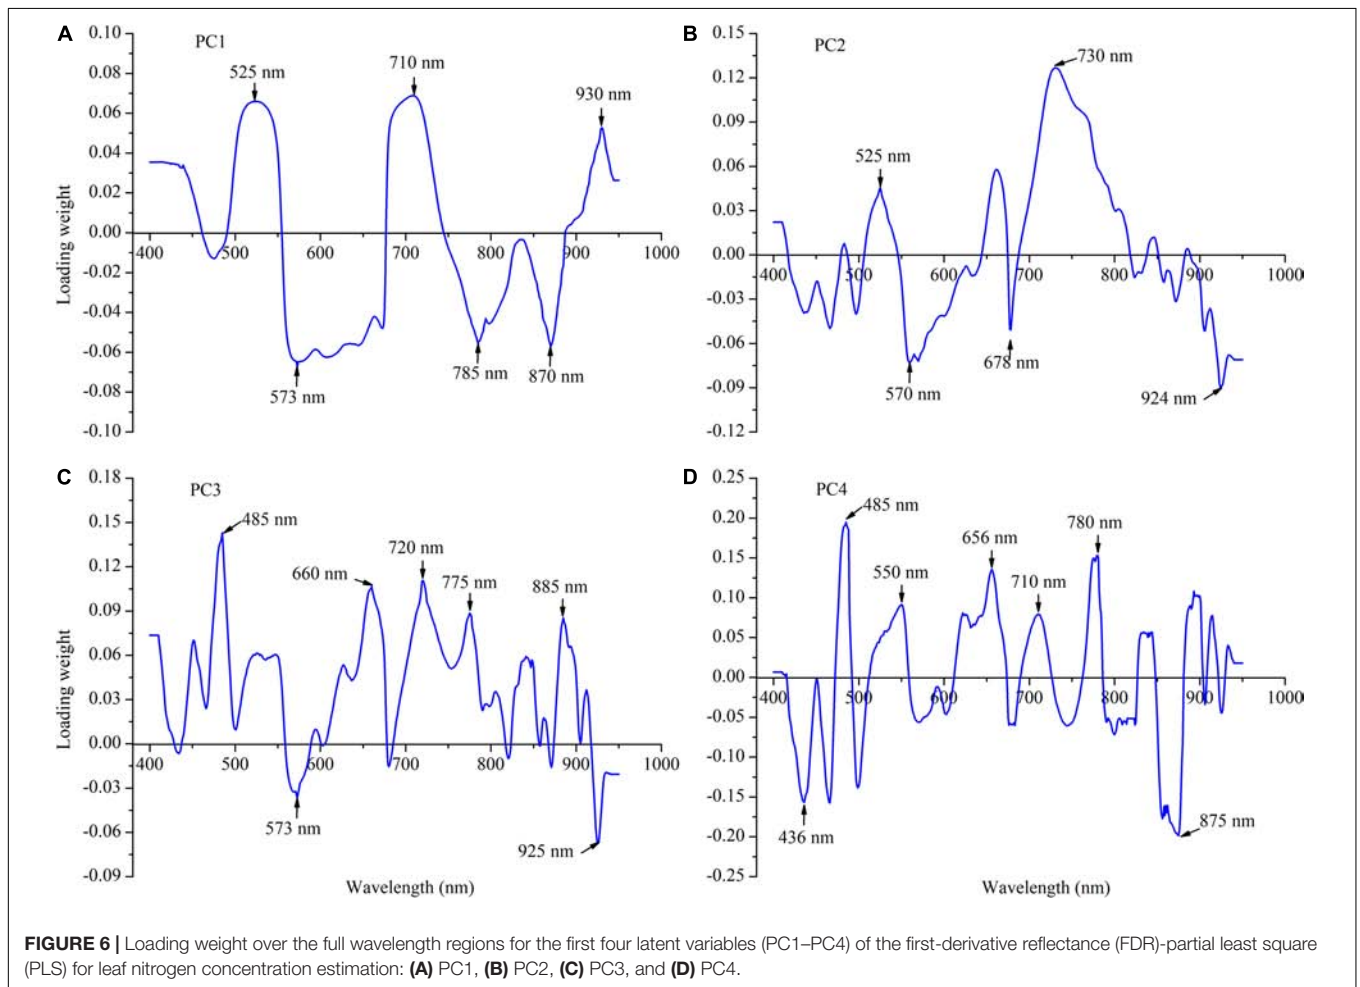 A
PC1
0.10
0.08
0.06
0.04
0.02
0.00
-0.02
-0.04
-0.06
-0.08
-0.10
Loading weight
400 500 600 700 800 900 1000
525 nm
710 nm
930 nm
573 nm
785 nm
870 nm
B
PC2
0.15
0.12
0.09
0.06
0.03
0.00
-0.03
-0.06
-0.09
-0.12
400 500 600 700 800 900 1000
730 nm
525 nm
678 nm
570 nm
924 nm
C
PC3
0.18
0.15
0.12
0.09
0.06
0.03
0.00
-0.03
-0.06
-0.09
Loading weight
400 500 600 700 800 900 1000
485 nm
660 nm
720 nm
775 nm
885 nm
573 nm
925 nm
Wavelength (nm)
D
PC4
0.25
0.20
0.15
0.10
0.05
0.00
-0.05
-0.10
-0.15
-0.20
-0.25
400 500 600 700 800 900 1000
485 nm
550 nm
656 nm
710 nm
780 nm
436 nm
875 nm
Wavelength (nm)
FIGURE 6 | Loading weight over the full wavelength regions for the first four latent variables (PC1–PC4) of the first-derivative reflectance (FDR)-partial least square
(PLS) for leaf nitrogen concentration estimation: (A) PC1, (B) PC2, (C) PC3, and (D) PC4.